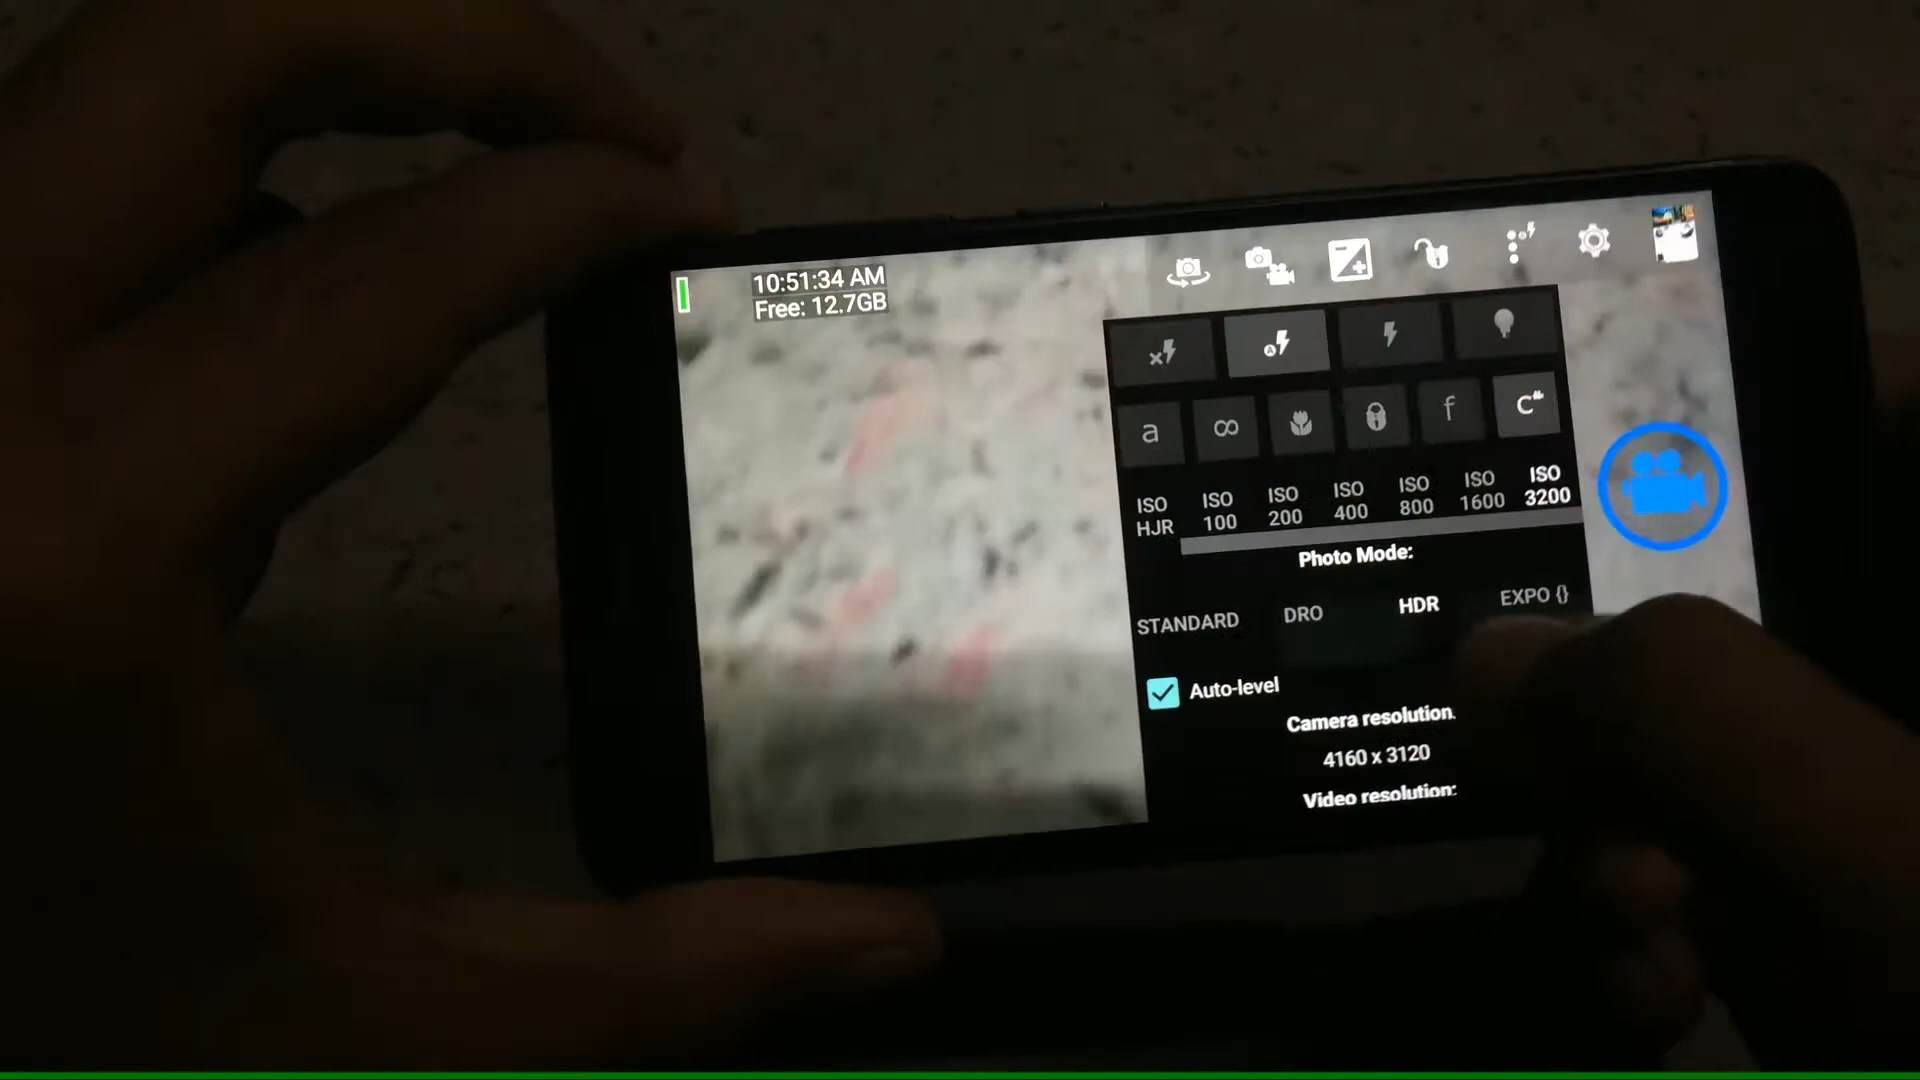 10:51:34 AM
Free: 12.7GB
a ∞ f C
ISO HJR
ISO 100
ISO 200
ISO 400
ISO 800
ISO 1600
ISO 3200
Photo Mode:
STANDARD DRO HDR EXPO {}
Auto-level
Camera resolution.
4160 x 3120
Video resolution: